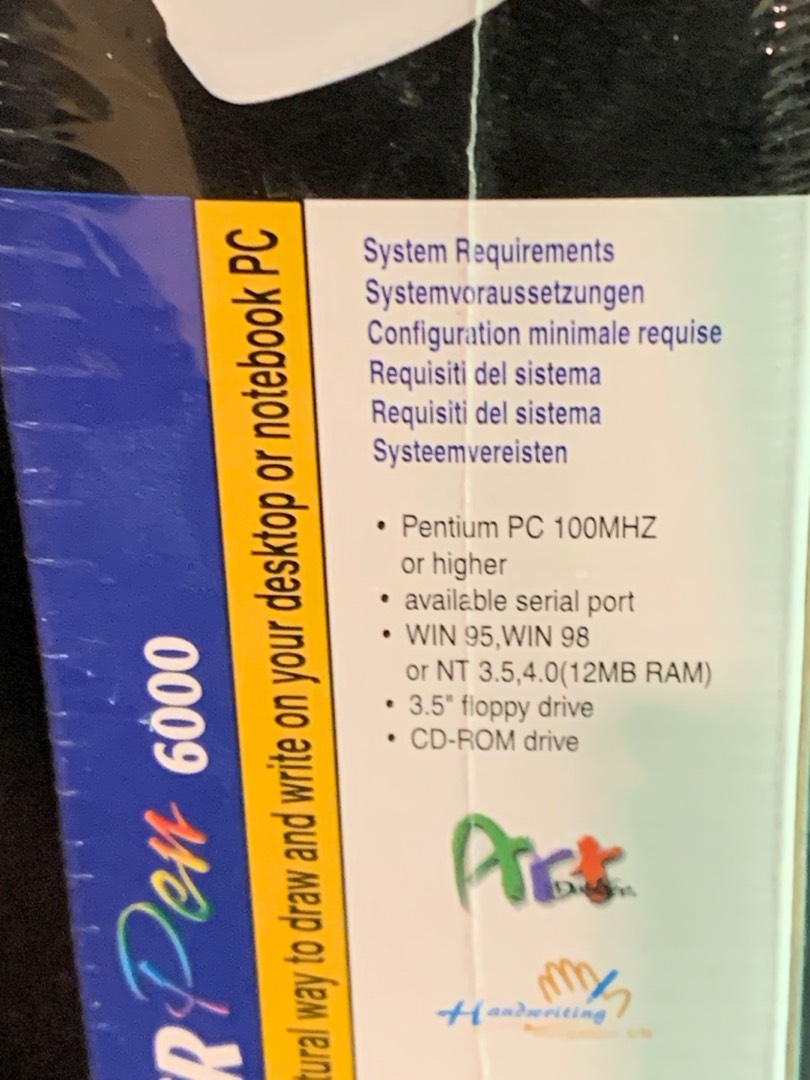 System Requirements
Systemvoraussetzungen
Configuration minimale requise
Requisiti del sistema
Requisiti del sistema
Systeemvereisten
• Pentium PC 100MHZ
or higher
• available serial port
• WIN 95,WIN 98
or NT 3.5,4.0(12MB RAM)
• 3.5" floppy drive
• CD-ROM drive
Art
Handwriting
tural way to draw and write on your desktop or notebook PC
R Pen 6000